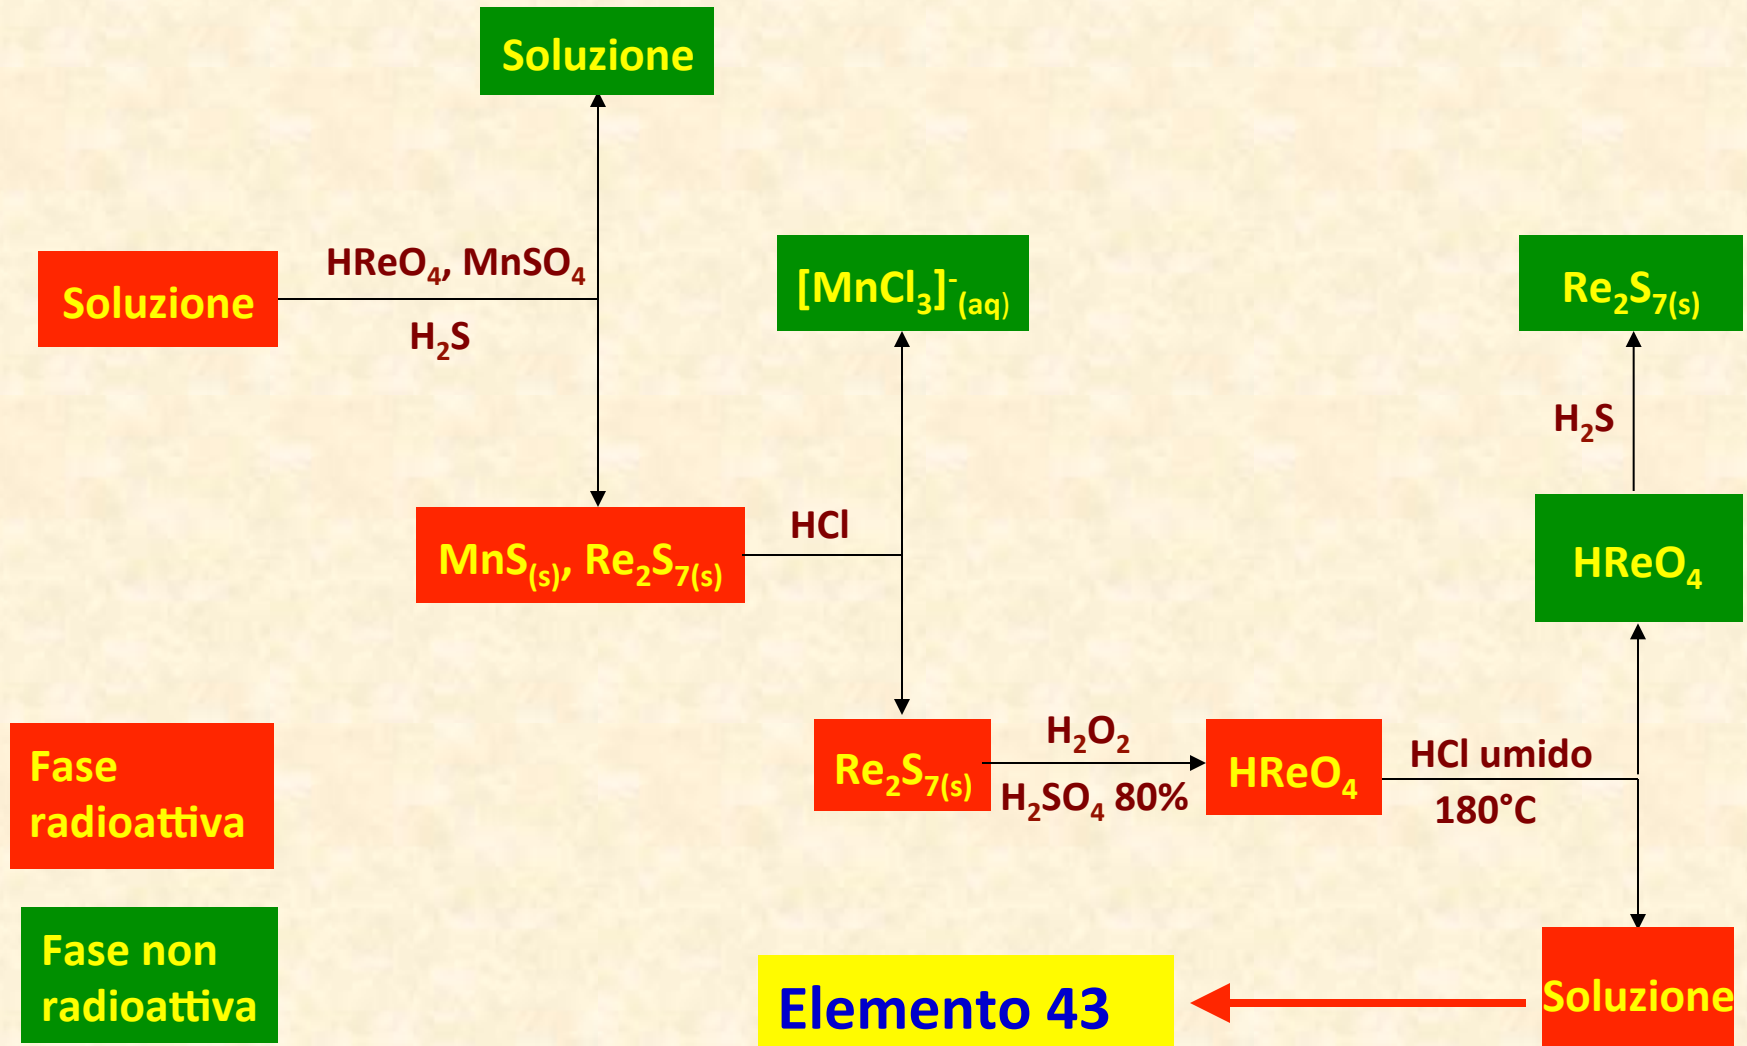 Soluzione
Soluzione
HReO₄, MnSO₄
H₂S
[MnCl₃]⁻(aq)
Re₂S₇(s)
H₂S
MnS(s), Re₂S₇(s)
HCl
HReO₄
Re₂S₇(s)
H₂O₂
H₂SO₄ 80%
HReO₄
HCl umido
180°C
Fase
radioattiva
Fase non
radioattiva
Elemento 43
Soluzione